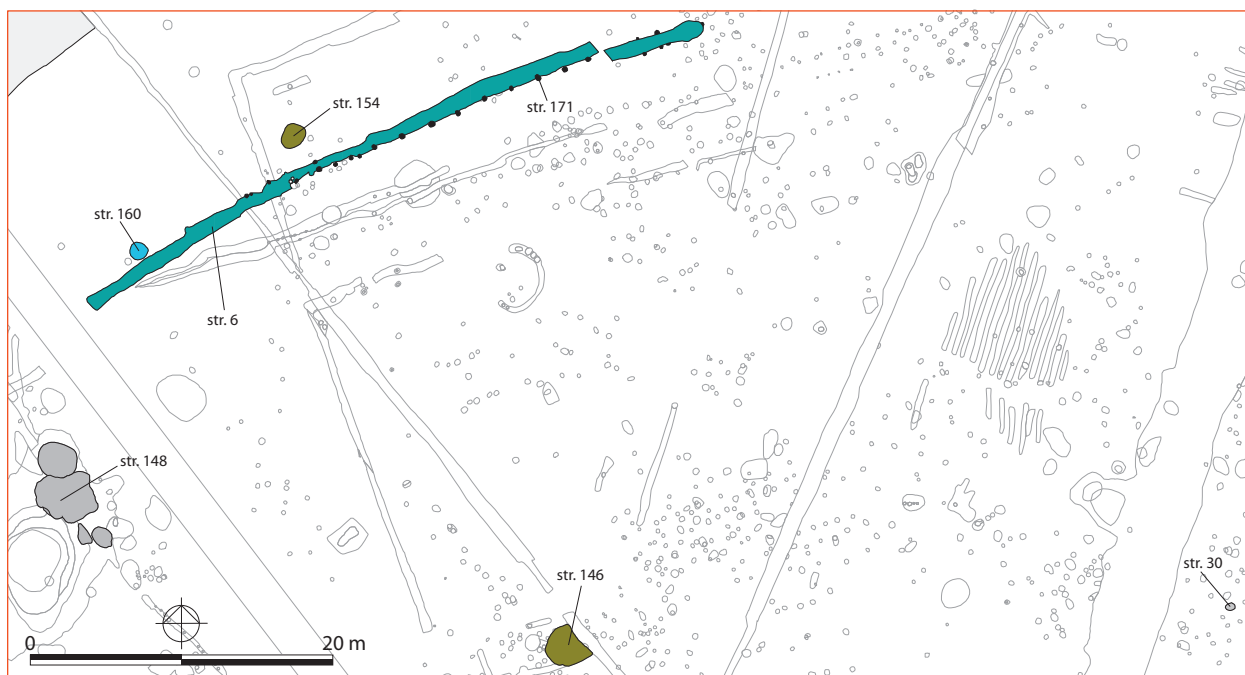 str. 154
str. 171
str. 160
str. 6
str. 148
str. 146
str. 30
0 20 m